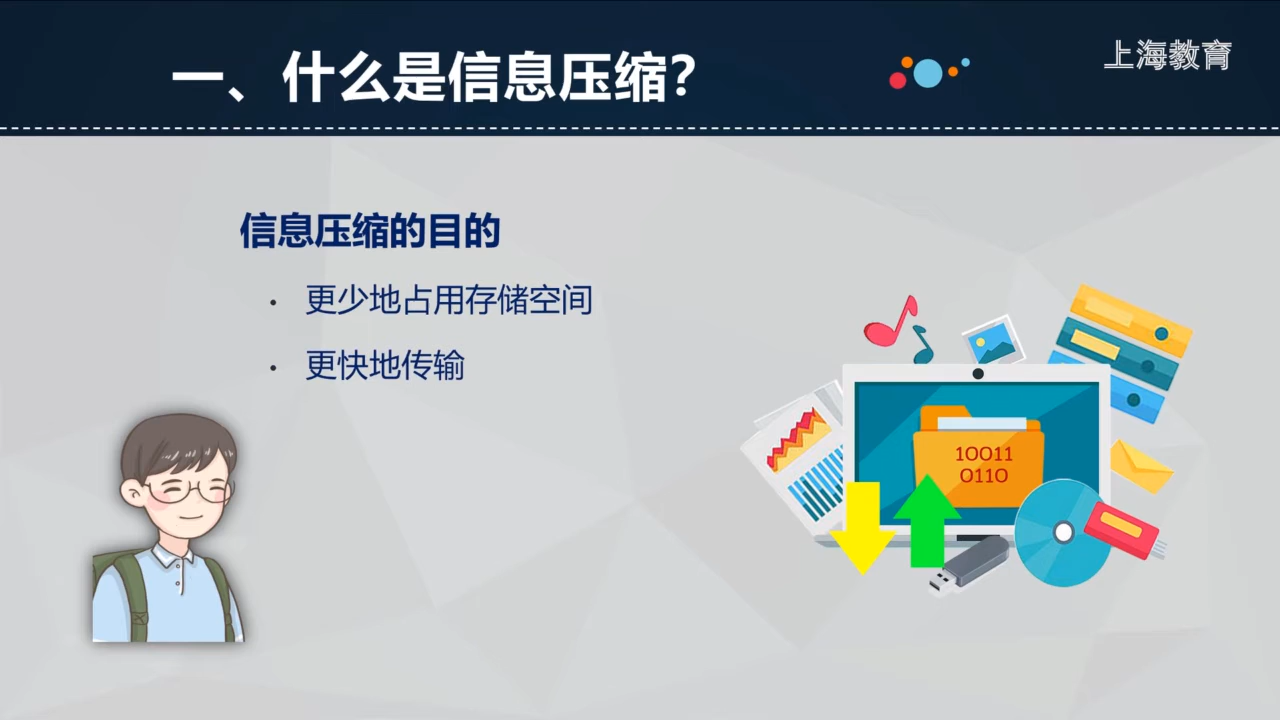 一、什么是信息压缩？
上海教育
信息压缩的目的
• 更少地占用存储空间
• 更快地传输
10011
0110